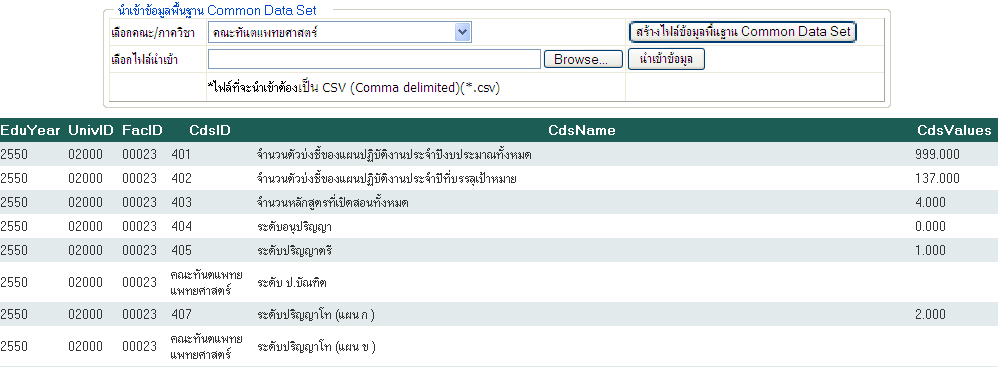 นำเข้าข้อมูลพื้นฐาน Common Data Set
เลือกคณะ/ภาควิชา คณะทันตแพทยศาสตร์ สร้างไฟล์ข้อมูลพื้นฐาน Common Data Set
เลือกไฟล์นำเข้า Browse... นำเข้าข้อมูล
*ไฟล์ที่จะนำเข้าต้องเป็น CSV (Comma delimited)(*.csv)
EduYear UnivID FacID CdsID CdsName CdsValues
2550 02000 00023 401 จำนวนตัวบ่งชี้ของแผนปฏิบัติงานประจำปีงบประมาณทั้งหมด 999.000
2550 02000 00023 402 จำนวนตัวบ่งชี้ของแผนปฏิบัติงานประจำปีที่บรรลุเป้าหมาย 137.000
2550 02000 00023 403 จำนวนหลักสูตรที่เปิดสอนทั้งหมด 4.000
2550 02000 00023 404 ระดับอนุปริญญา 0.000
2550 02000 00023 405 ระดับปริญญาตรี 1.000
2550 02000 00023 คณะทันตแพทย ระดับ ป.บัณฑิต
แพทยศาสตร์
2550 02000 00023 407 ระดับปริญญาโท (แผน ก ) 2.000
2550 02000 00023 คณะทันตแพทย ระดับปริญญาโท (แผน ข )
แพทยศาสตร์